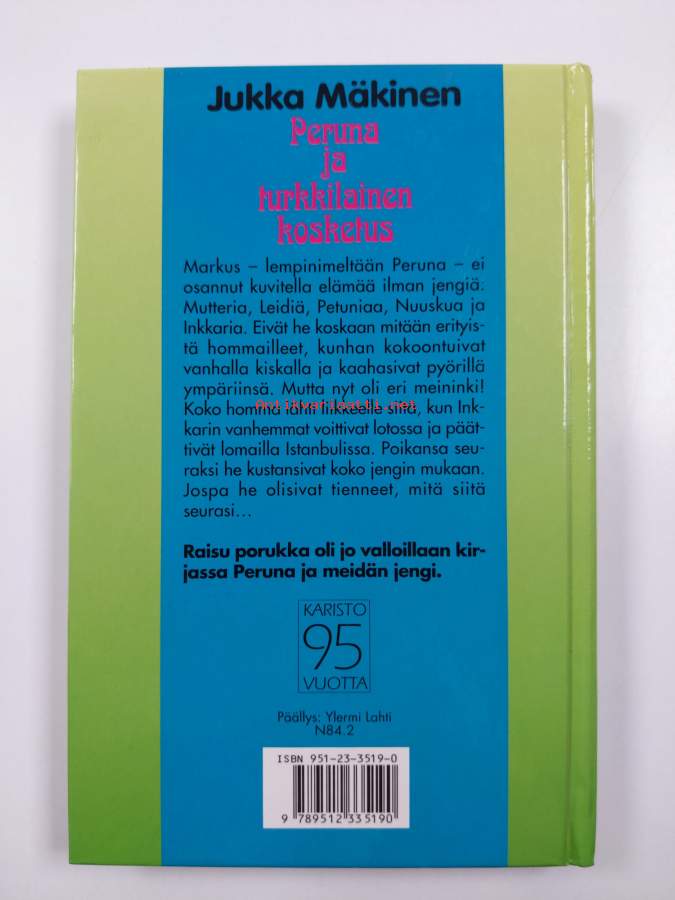 Jukka Mäkinen
Peruna
ja
turkkilainen
kosketus
Markus – lempinimeltään Peruna – ei
osannut kuvitella elämää ilman jengiä:
Mutteria, Leidiä, Petuniaa, Nuuskua ja
Inkkaria. Eivät he koskaan mitään erityis-
tä hommailleet, kunhan kokoontuivat
vanhalla kiskalla ja kaahasivat pyörillä
ympäriinsä. Mutta nyt oli eri meininki!
Antikvariaatti.net
Koko homma lähti liikkeelle siitä, kun Ink-
karin vanhemmat voittivat lotossa ja päät-
tivät lomailla Istanbulissa. Poikansa seu-
raksi he kustansivat koko jengin mukaan.
Jospa he olisivat tienneet, mitä siitä
seurasi...
Raisu porukka oli jo valloillaan kir-
jassa Peruna ja meidän jengi.
KARISTO
95
VUOTTA
Päällys: Ylermi Lahti
N84.2
ISBN 951-23-3519-0
9 789512 335190